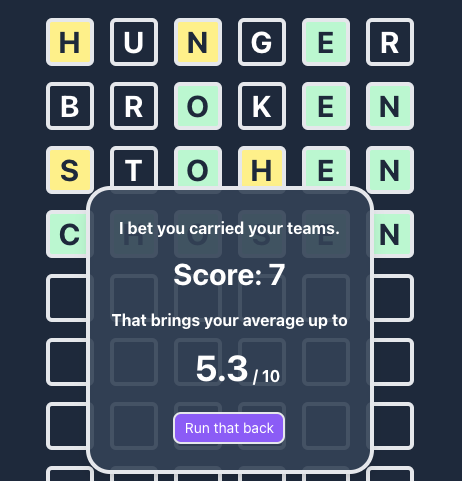 H U N G E R
B R O K E N
S T O H E N
C H O S E N
I bet you carried your teams.
Score: 7
That brings your average up to
5.3 / 10
Run that back